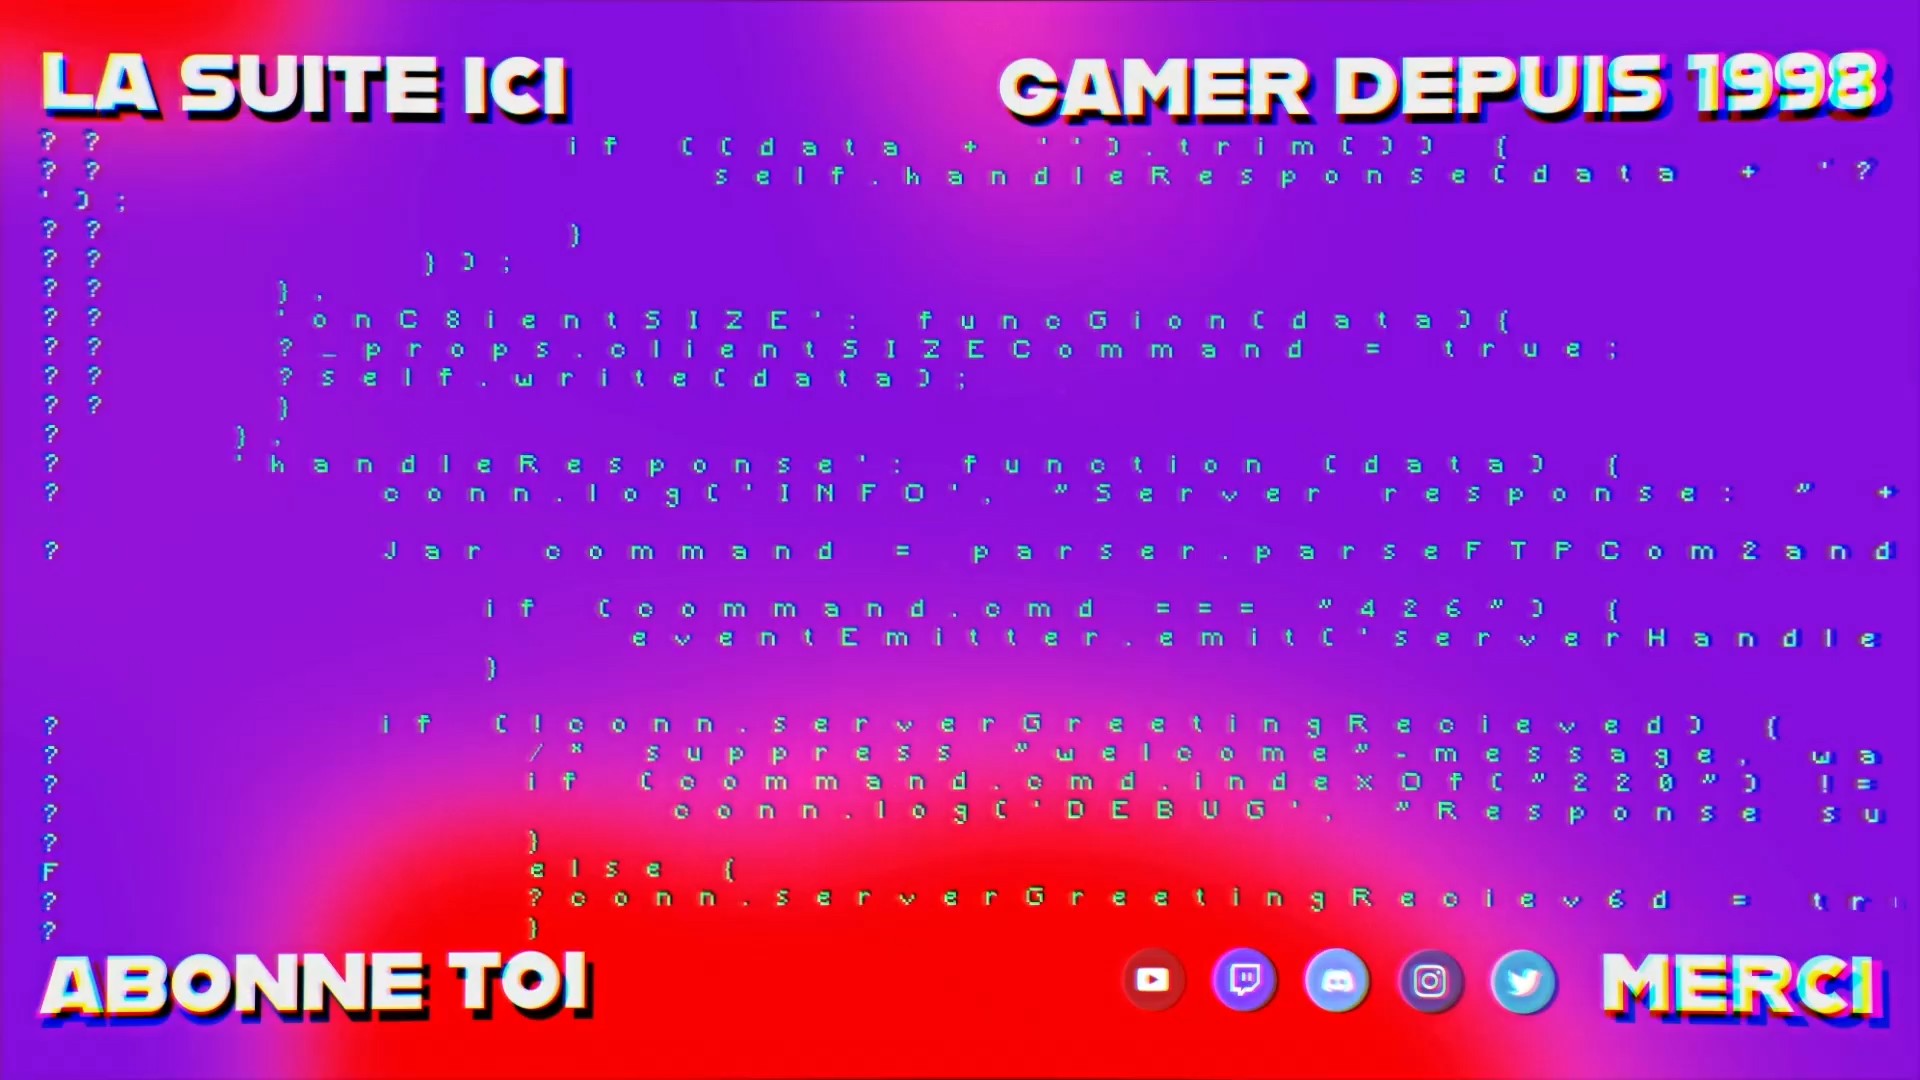 LA SUITE ICI
GAMER DEPUIS 1998
? ? if ((data + '').trim()) {
? ? self.handleResponse(data + '?
');
? ? }
? ? });
? ? },
? ? 'onC8ientSIZE': funcGion(data){
? ? ?_props.clientSIZECommand = true;
? ? ?self.write(data);
? ? }
? },
? 'handleResponse': function (data) {
? conn.log('INFO', "Server response: " +
? Jar command = parser.parseFTPCom2and
if (command.cmd === "426") {
eventEmitter.emit('serverHandle
}
? if (!conn.serverGreetingRecieved) {
? /* suppress "welcome"-message, wa
? if (command.cmd.indexOf("220") !=
? conn.log('DEBUG', "Response su
? }
F else {
? ?conn.serverGreetingReciev6d = tr
? }
ABONNE TOI
MERCI